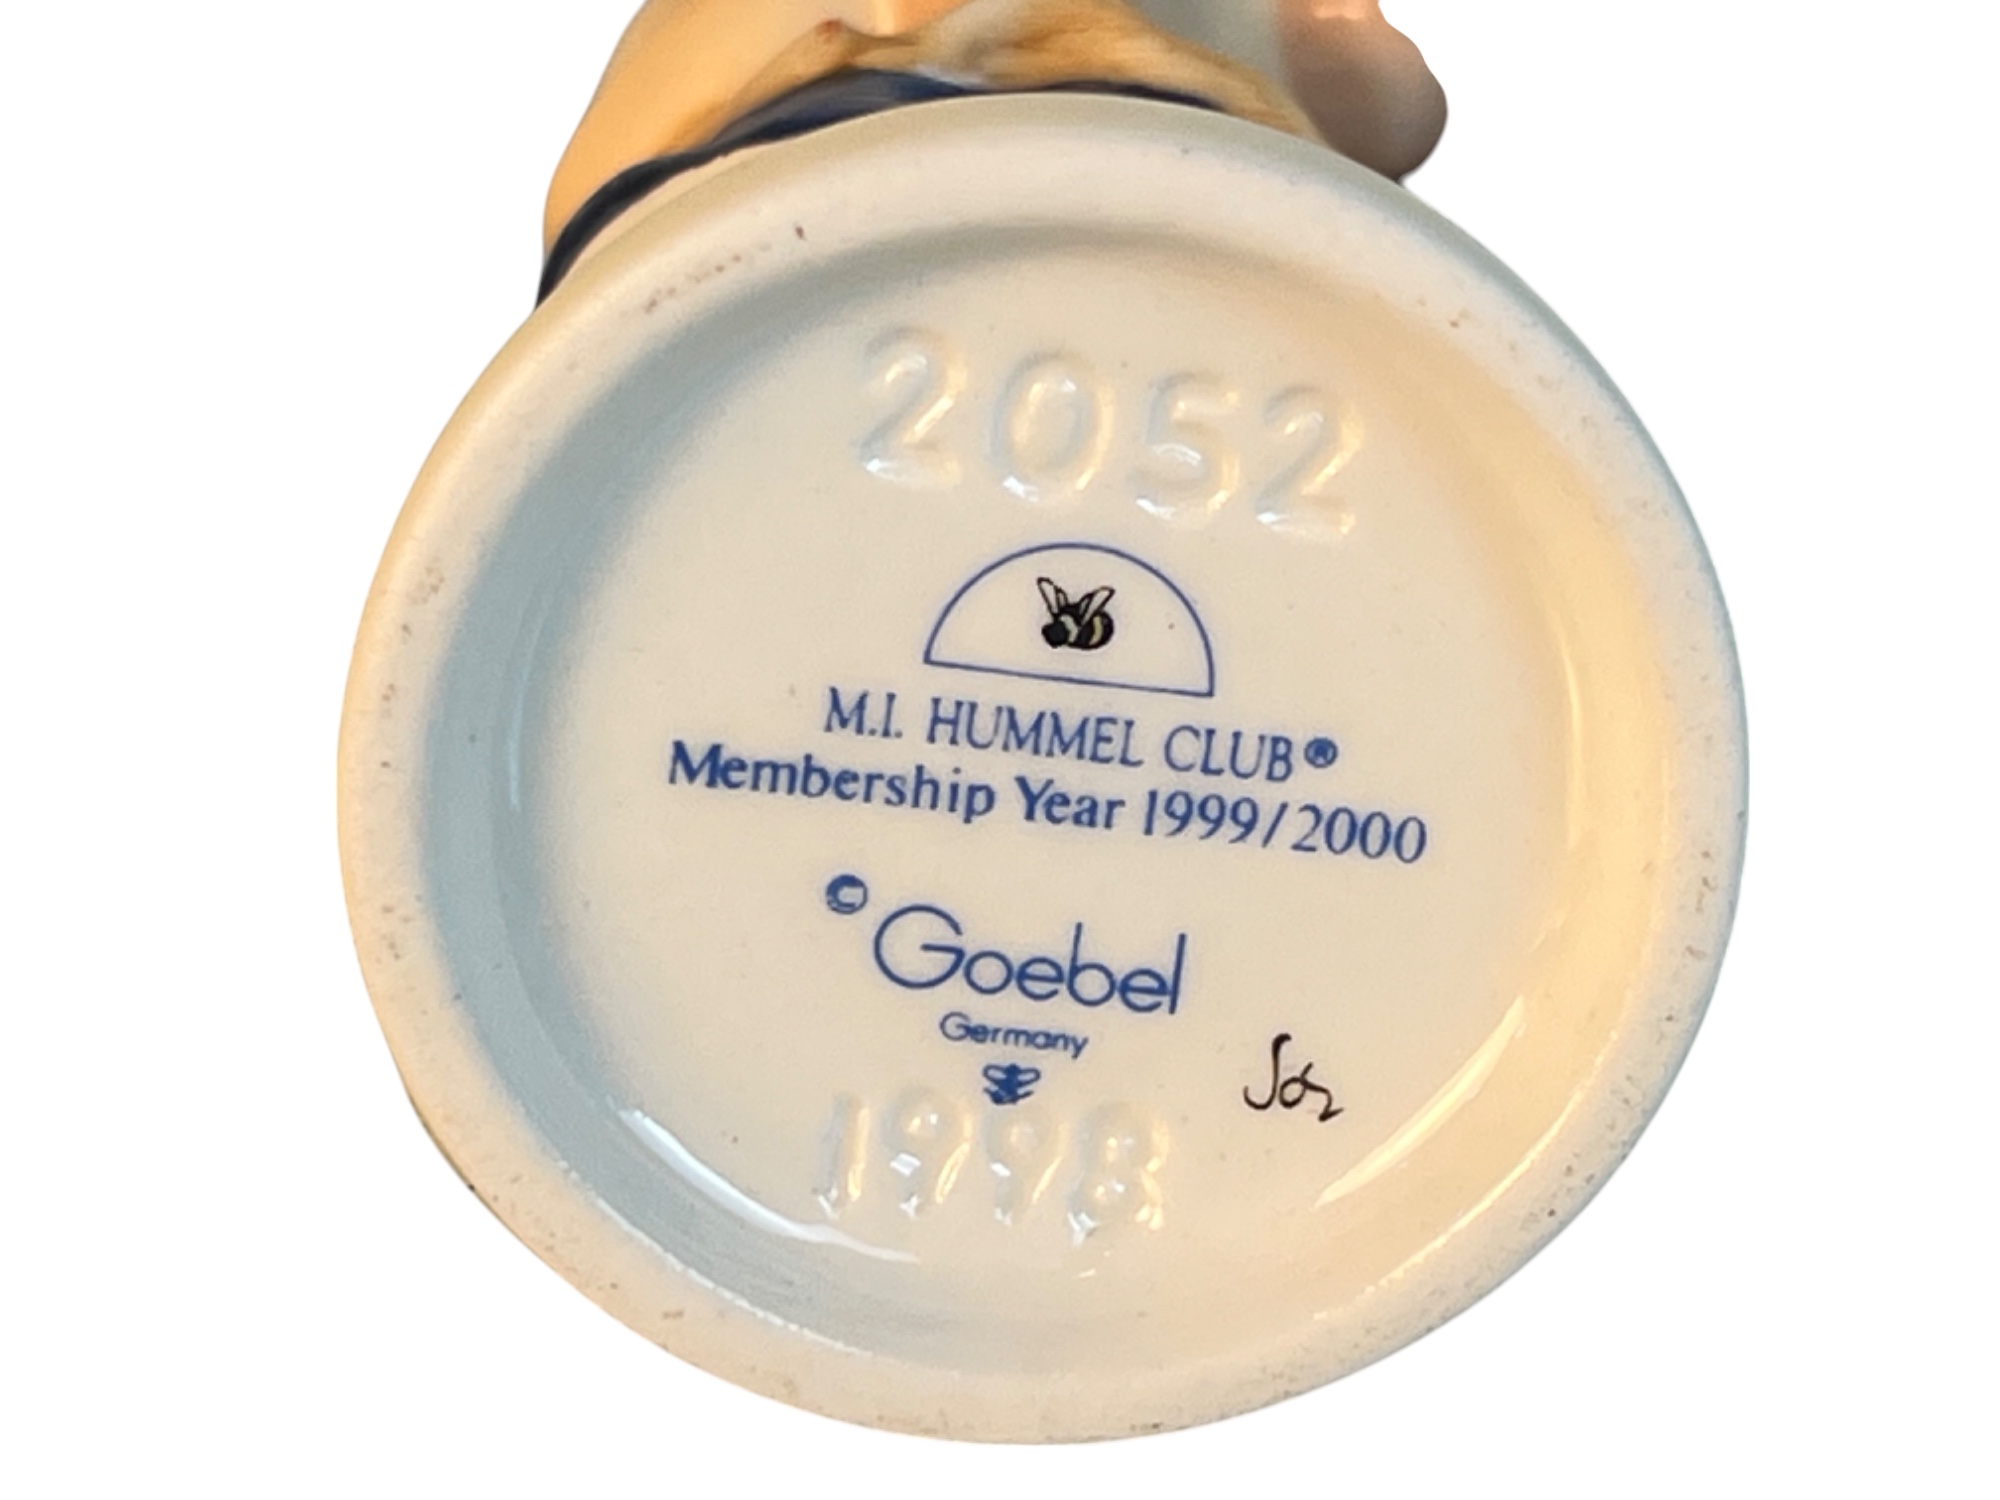 2052
M.I. HUMMEL CLUB®
Membership Year 1999/2000
© Goebel
Germany
1998